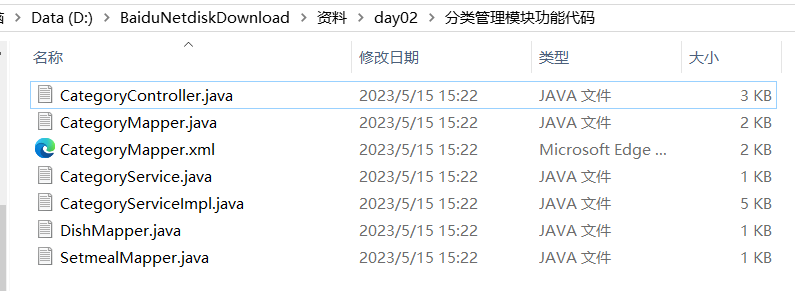 Data (D:) > BaiduNetdiskDownload > 资料 > day02 > 分类管理模块功能代码
名称 修改日期 类型 大小
CategoryController.java 2023/5/15 15:22 JAVA 文件 3 KB
CategoryMapper.java 2023/5/15 15:22 JAVA 文件 2 KB
CategoryMapper.xml 2023/5/15 15:22 Microsoft Edge ... 2 KB
CategoryService.java 2023/5/15 15:22 JAVA 文件 1 KB
CategoryServiceImpl.java 2023/5/15 15:22 JAVA 文件 5 KB
DishMapper.java 2023/5/15 15:22 JAVA 文件 1 KB
SetmealMapper.java 2023/5/15 15:22 JAVA 文件 1 KB